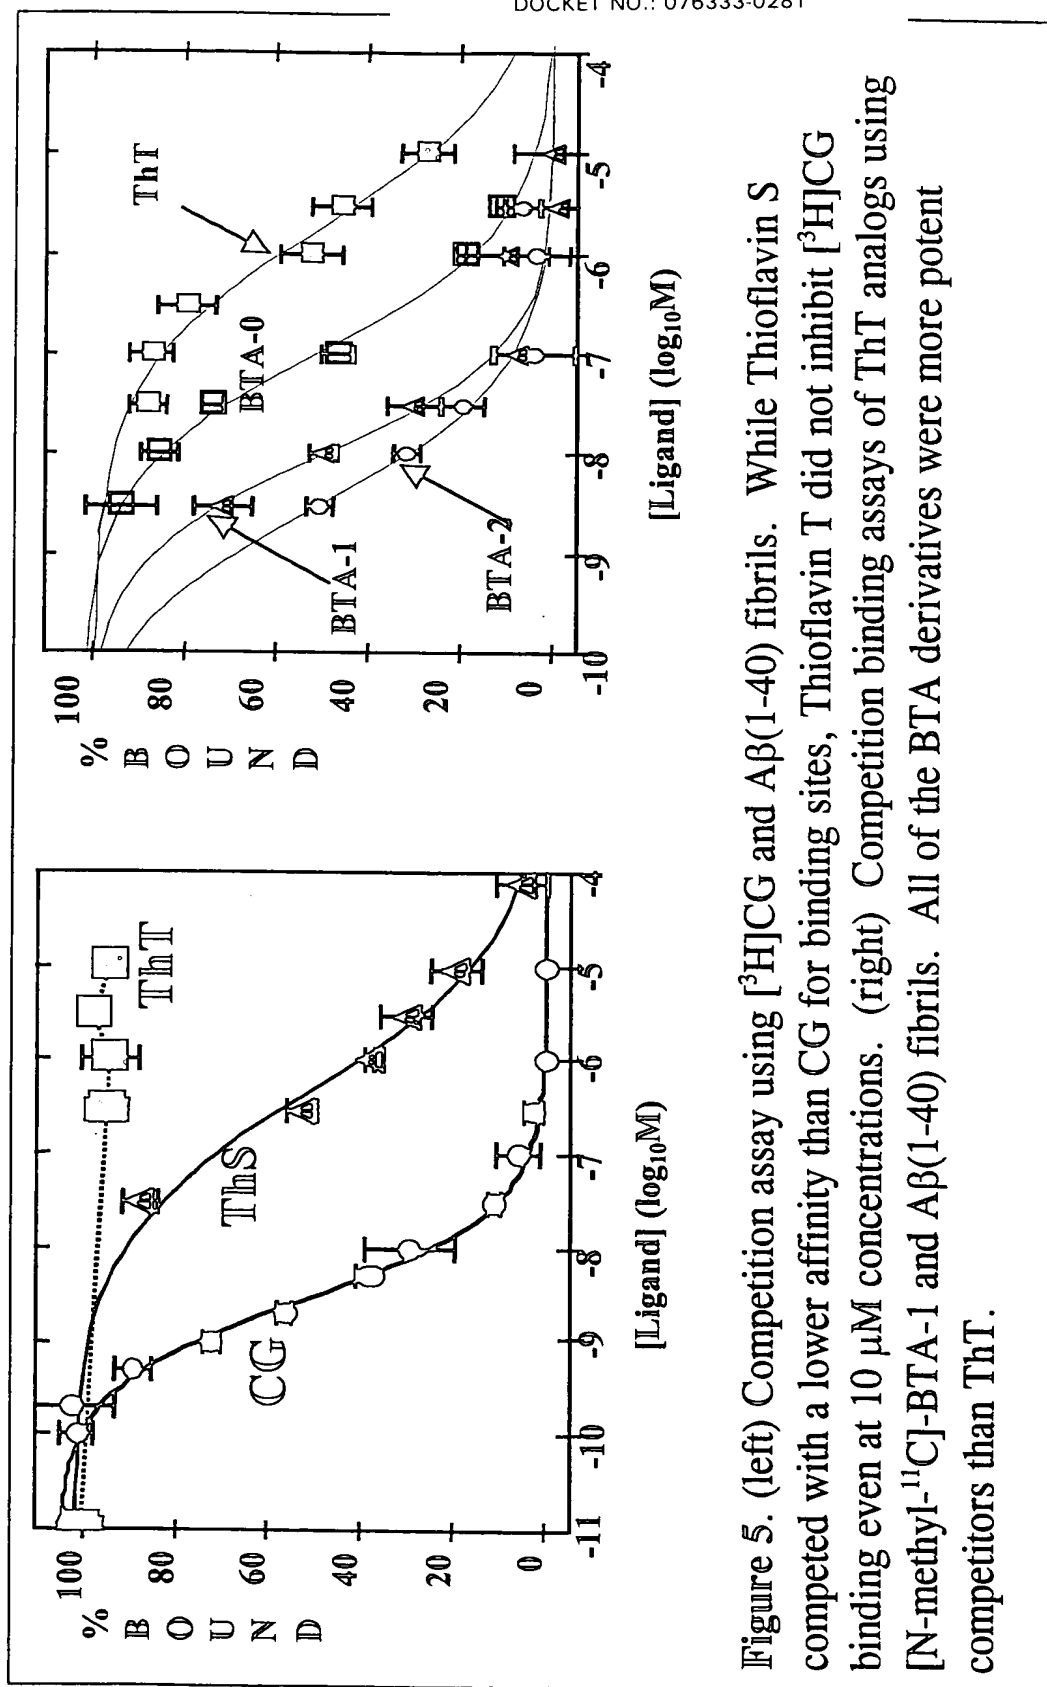 DOCKET NO.: 076333-0281
% BOUND
100
80
60
40
20
0
-11
-10
-9
-8
-7
-6
-5
-4
[Ligand] (log₁₀M)
CG
ThS
ThT
% BOUND
100
80
60
40
20
0
-10
-9
-8
-7
-6
-5
-4
[Ligand] (log₁₀M)
BTA-1
BTA-2
BTA-0
ThT
Figure 5. (left) Competition assay using [³H]CG and Aβ(1-40) fibrils. While Thioflavin S
competed with a lower affinity than CG for binding sites, Thioflavin T did not inhibit [³H]CG
binding even at 10 μM concentrations. (right) Competition binding assays of ThT analogs using
[N-methyl-¹¹C]-BTA-1 and Aβ(1-40) fibrils. All of the BTA derivatives were more potent
competitors than ThT.